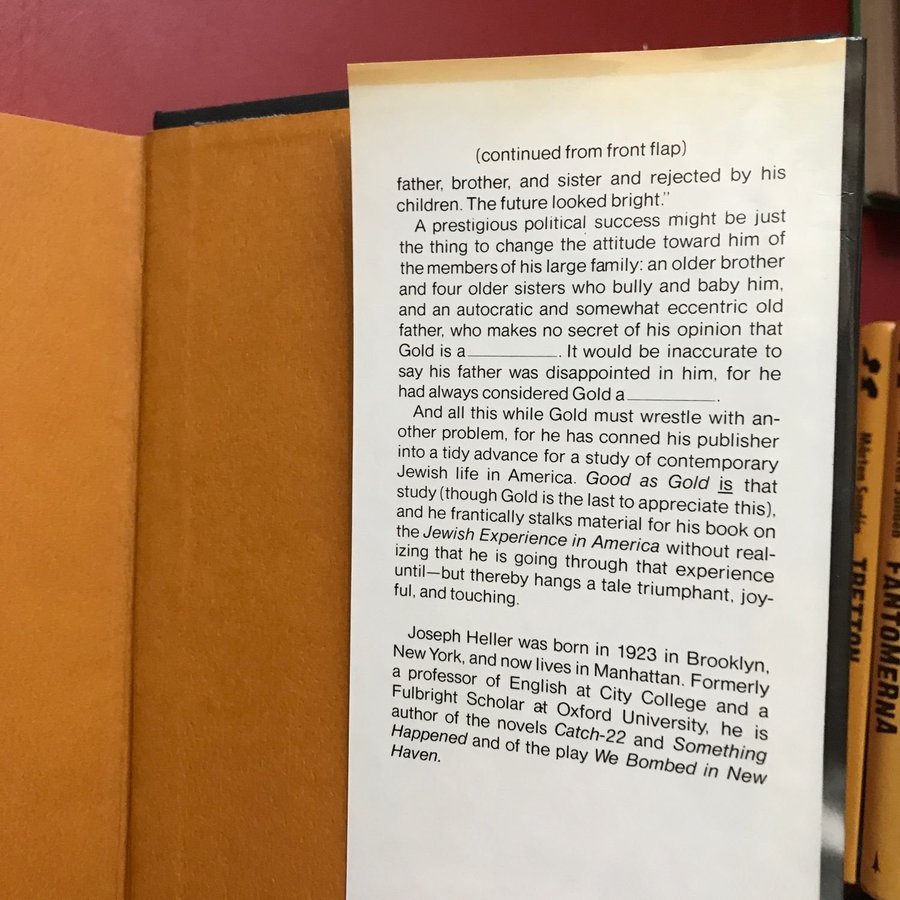 (continued from front flap)
father, brother, and sister and rejected by his
children. The future looked bright."
A prestigious political success might be just
the thing to change the attitude toward him of
the members of his large family: an older brother
and four older sisters who bully and baby him,
and an autocratic and somewhat eccentric old
father, who makes no secret of his opinion that
Gold is a __________. It would be inaccurate to
say his father was disappointed in him, for he
had always considered Gold a __________.
And all this while Gold must wrestle with an-
other problem, for he has conned his publisher
into a tidy advance for a study of contemporary
Jewish life in America. Good as Gold is that
study (though Gold is the last to appreciate this),
and he frantically stalks material for his book on
the Jewish Experience in America without real-
izing that he is going through that experience
until—but thereby hangs a tale triumphant, joy-
ful, and touching.
Joseph Heller was born in 1923 in Brooklyn,
New York, and now lives in Manhattan. Formerly
a professor of English at City College and a
Fulbright Scholar at Oxford University, he is
author of the novels Catch-22 and Something
Happened and of the play We Bombed in New
Haven.
TRETTON
FANTOMERNA